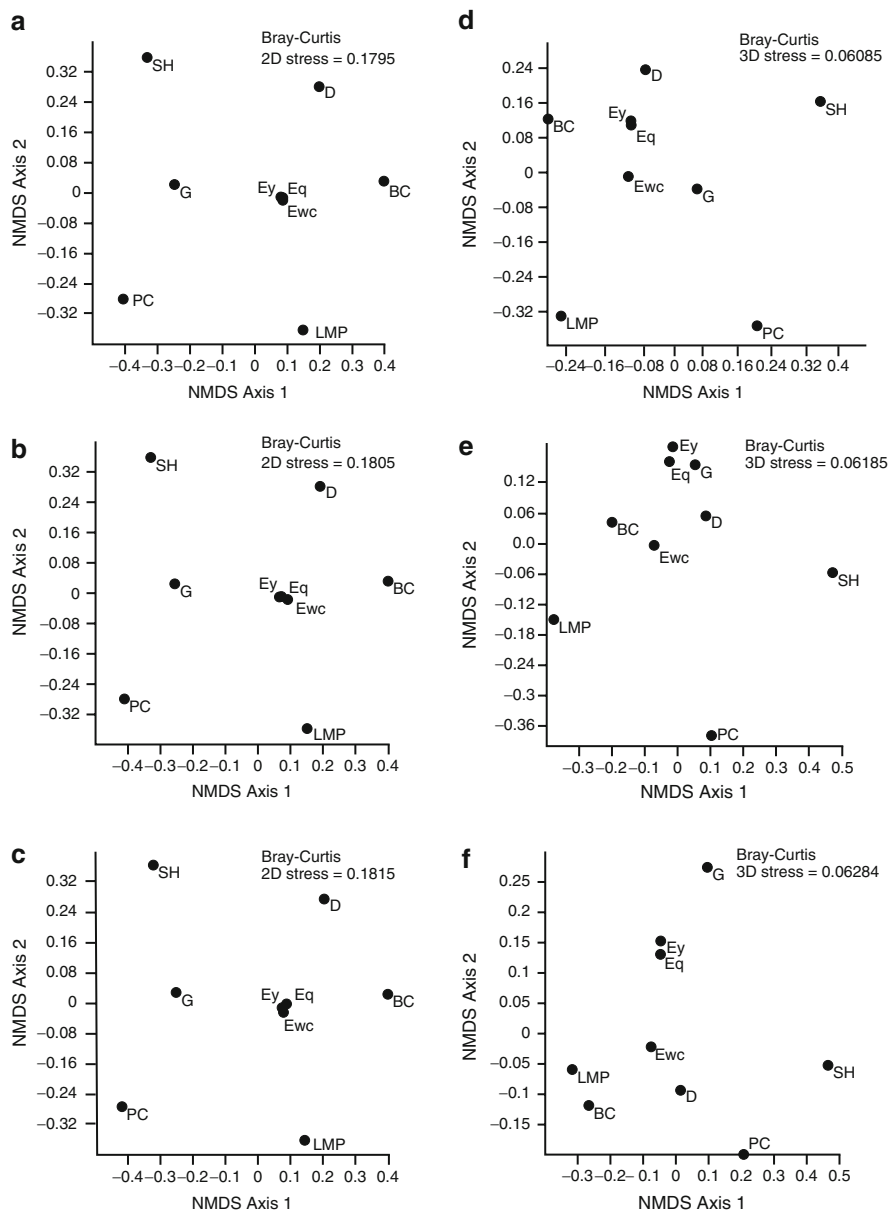 a
Bray-Curtis
2D stress = 0.1795
NMDS Axis 2
0.32
0.24
0.16
0.08
0
−0.08
−0.16
−0.24
−0.32
SH
D
G
Ey
Eq
Ewc
BC
PC
LMP
−0.4 −0.3 −0.2 −0.1 0 0.1 0.2 0.3 0.4
NMDS Axis 1
b
Bray-Curtis
2D stress = 0.1805
NMDS Axis 2
0.32
0.24
0.16
0.08
0
−0.08
−0.16
−0.24
−0.32
SH
D
G
Ey
Eq
Ewc
BC
PC
LMP
−0.4 −0.3 −0.2 −0.1 0 0.1 0.2 0.3 0.4
NMDS Axis 1
c
Bray-Curtis
2D stress = 0.1815
NMDS Axis 2
0.32
0.24
0.16
0.08
0
−0.08
−0.16
−0.24
−0.32
SH
D
G
Ey
Eq
Ewc
BC
PC
LMP
−0.4 −0.3 −0.2 −0.1 0 0.1 0.2 0.3 0.4
NMDS Axis 1
d
Bray-Curtis
3D stress = 0.06085
NMDS Axis 2
0.24
0.16
0.08
0
−0.08
−0.16
−0.24
−0.32
D
SH
BC
Ey
Eq
Ewc
G
LMP
PC
−0.24 −0.16 −0.08 0 0.08 0.16 0.24 0.32 0.4
NMDS Axis 1
e
Bray-Curtis
3D stress = 0.06185
NMDS Axis 2
0.12
0.06
0.0
−0.06
−0.12
−0.18
−0.24
−0.3
−0.36
Ey
Eq
G
BC
D
Ewc
SH
LMP
PC
−0.3 −0.2 −0.1 0 0.1 0.2 0.3 0.4 0.5
NMDS Axis 1
f
Bray-Curtis
3D stress = 0.06284
NMDS Axis 2
0.25
0.2
0.15
0.1
0.05
0
−0.05
−0.1
−0.15
G
Ey
Eq
Ewc
LMP
SH
BC
D
PC
−0.3 −0.2 −0.1 0 0.1 0.2 0.3 0.4 0.5
NMDS Axis 1